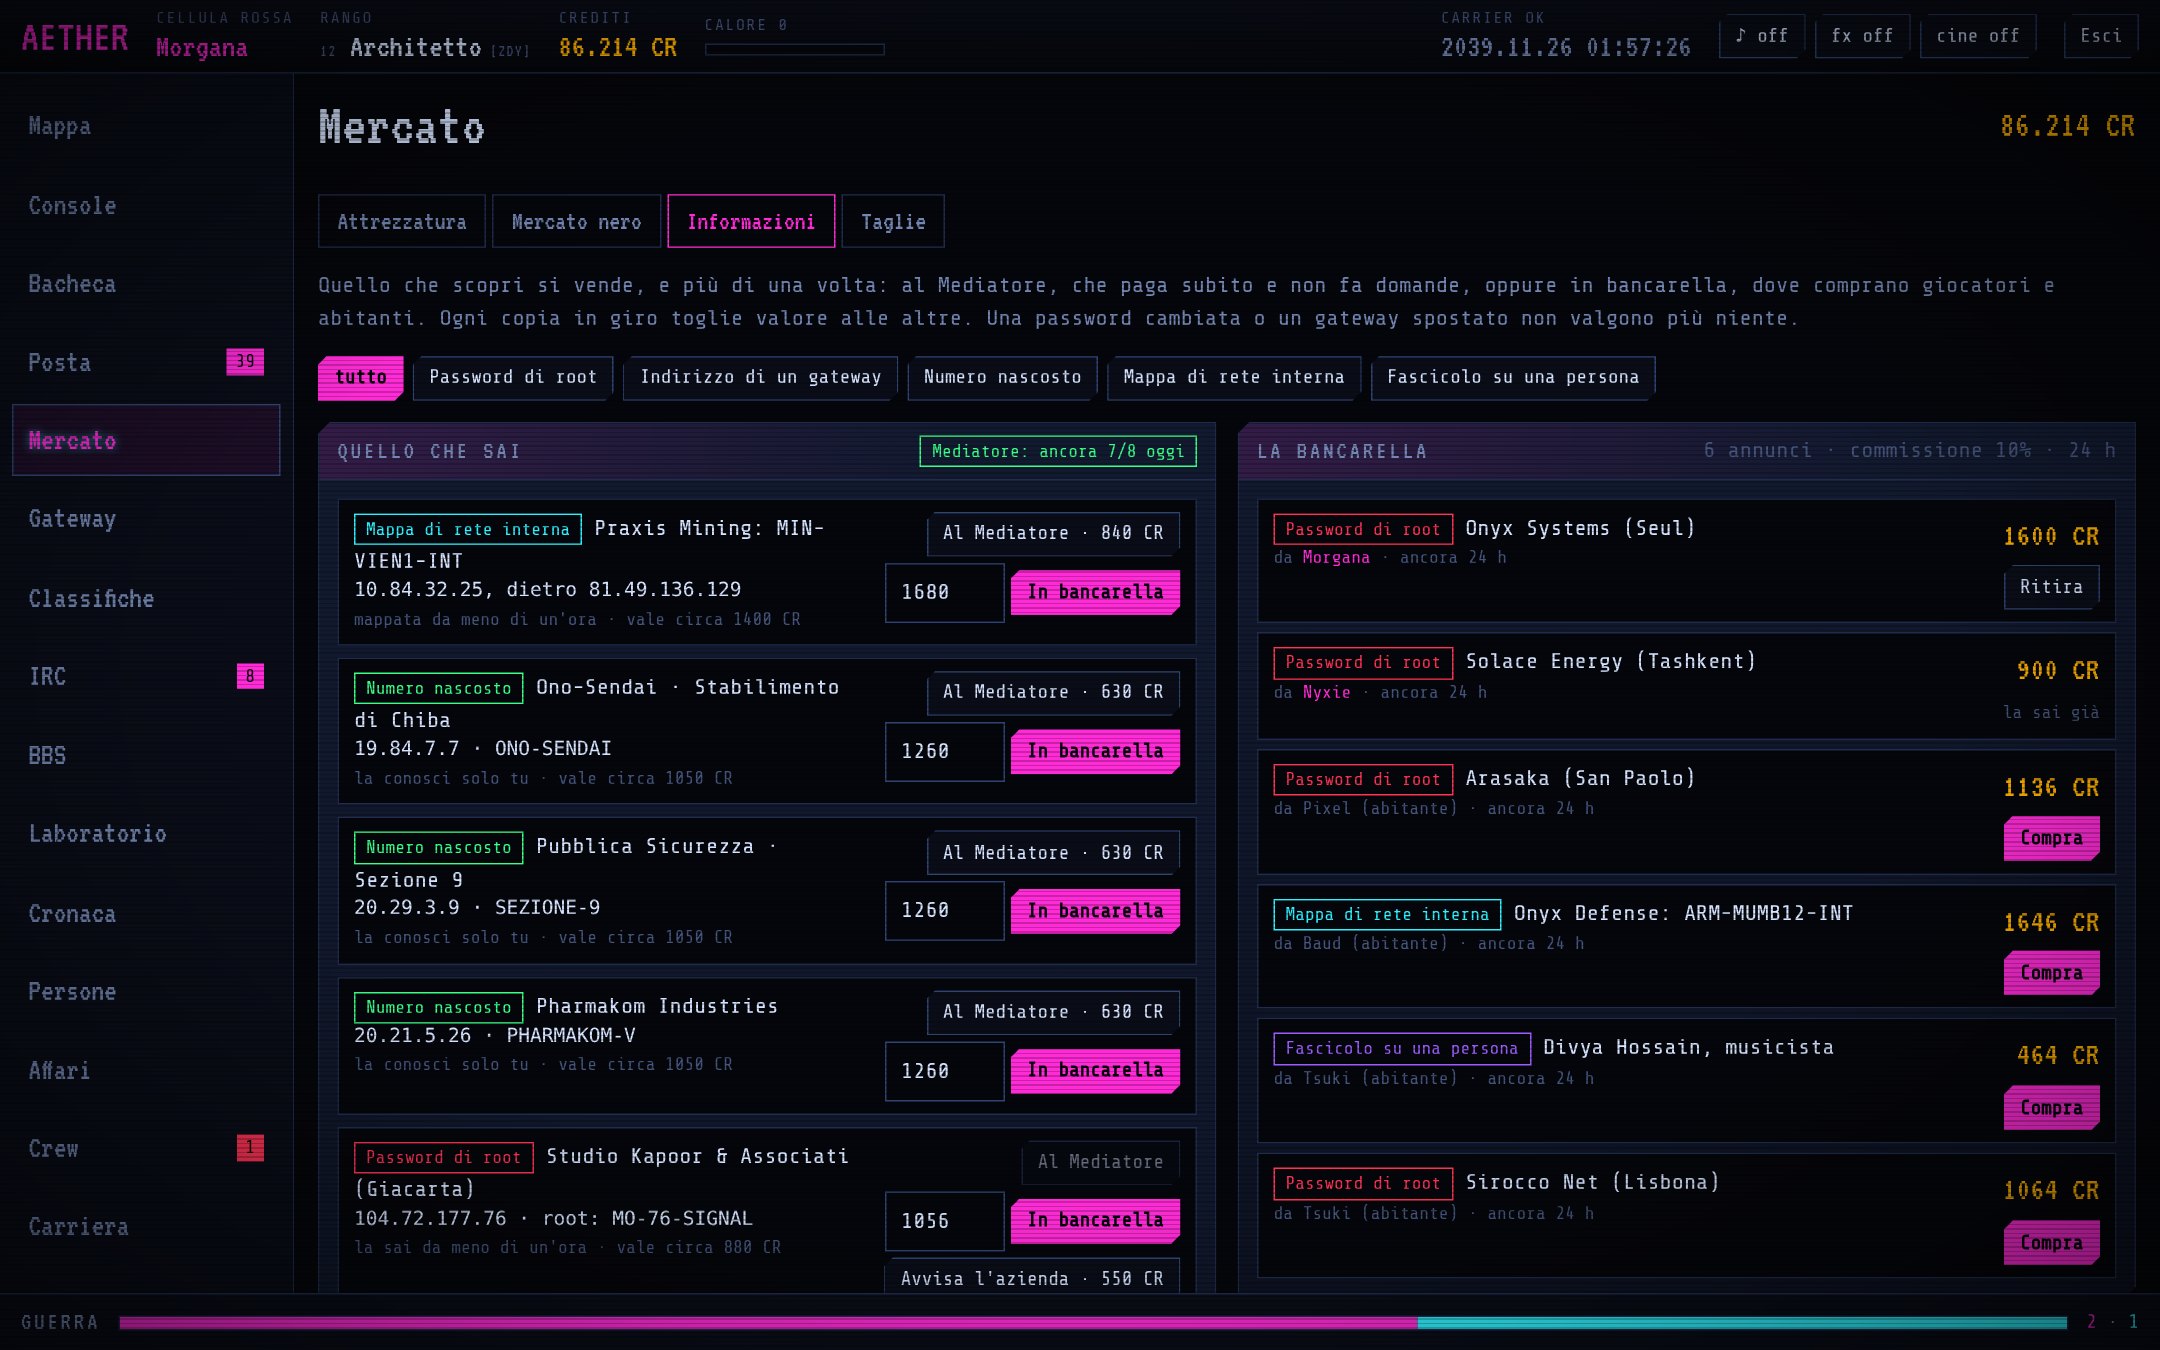 AETHER
CELLULA ROSSA
Morgana
RANGO
12 Architetto [ZDY]
CREDITI
86.214 CR
CALORE 0
CARRIER OK
2039.11.26 01:57:26
♪ off
fx off
cine off
Esci
Mappa
Console
Bacheca
Posta 39
Mercato
Gateway
Classifiche
IRC 8
BBS
Laboratorio
Cronaca
Persone
Affari
Crew 1
Carriera
Mercato
86.214 CR
Attrezzatura
Mercato nero
Informazioni
Taglie
Quello che scopri si vende, e più di una volta: al Mediatore, che paga subito e non fa domande, oppure in bancarella, dove comprano giocatori e
abitanti. Ogni copia in giro toglie valore alle altre. Una password cambiata o un gateway spostato non valgono più niente.
tutto
Password di root
Indirizzo di un gateway
Numero nascosto
Mappa di rete interna
Fascicolo su una persona
QUELLO CHE SAI
Mediatore: ancora 7/8 oggi
Mappa di rete interna Praxis Mining: MIN-
VIEN1-INT
10.84.32.25, dietro 81.49.136.129
mappata da meno di un'ora · vale circa 1400 CR
Al Mediatore · 840 CR
1680
In bancarella
Numero nascosto Ono-Sendai · Stabilimento
di Chiba
19.84.7.7 · ONO-SENDAI
la conosci solo tu · vale circa 1050 CR
Al Mediatore · 630 CR
1260
In bancarella
Numero nascosto Pubblica Sicurezza ·
Sezione 9
20.29.3.9 · SEZIONE-9
la conosci solo tu · vale circa 1050 CR
Al Mediatore · 630 CR
1260
In bancarella
Numero nascosto Pharmakom Industries
20.21.5.26 · PHARMAKOM-V
la conosci solo tu · vale circa 1050 CR
Al Mediatore · 630 CR
1260
In bancarella
Password di root Studio Kapoor & Associati
(Giacarta)
104.72.177.76 · root: MO-76-SIGNAL
la sai da meno di un'ora · vale circa 880 CR
Al Mediatore
1056
In bancarella
Avvisa l'azienda · 550 CR
LA BANCARELLA
6 annunci · commissione 10% · 24 h
Password di root Onyx Systems (Seul)
da Morgana · ancora 24 h
1600 CR
Ritira
Password di root Solace Energy (Tashkent)
da Nyxie · ancora 24 h
900 CR
la sai già
Password di root Arasaka (San Paolo)
da Pixel (abitante) · ancora 24 h
1136 CR
Compra
Mappa di rete interna Onyx Defense: ARM-MUMB12-INT
da Baud (abitante) · ancora 24 h
1646 CR
Compra
Fascicolo su una persona Divya Hossain, musicista
da Tsuki (abitante) · ancora 24 h
464 CR
Compra
Password di root Sirocco Net (Lisbona)
da Tsuki (abitante) · ancora 24 h
1064 CR
Compra
GUERRA
2 · 1